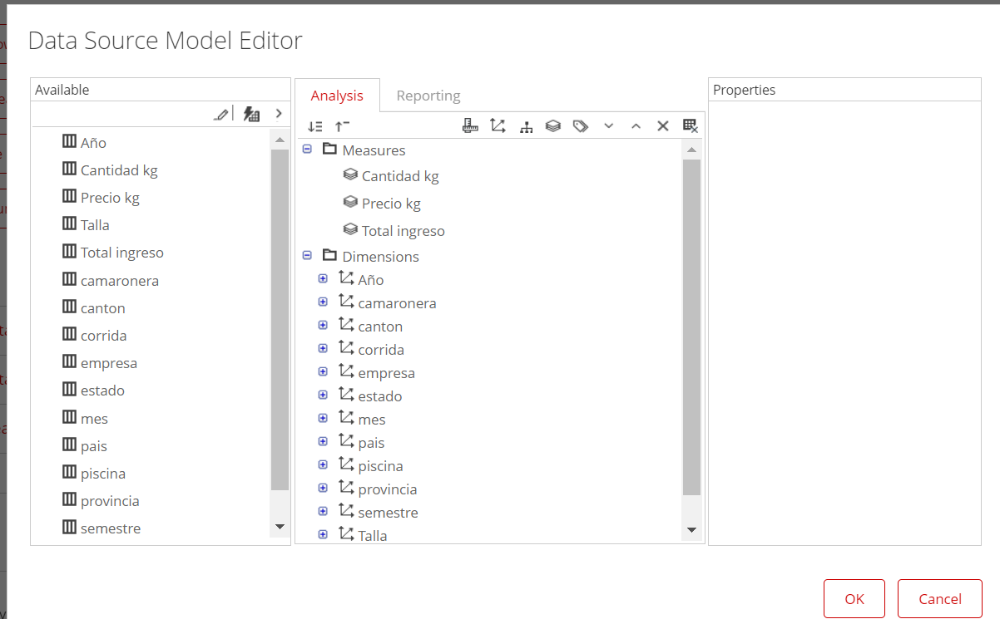 Data Source Model Editor
Available
Año
Cantidad kg
Precio kg
Talla
Total ingreso
camaronera
canton
corrida
empresa
estado
mes
pais
piscina
provincia
semestre
Analysis
Reporting
Measures
Cantidad kg
Precio kg
Total ingreso
Dimensions
Año
camaronera
canton
corrida
empresa
estado
mes
pais
piscina
provincia
semestre
Talla
Properties
OK
Cancel